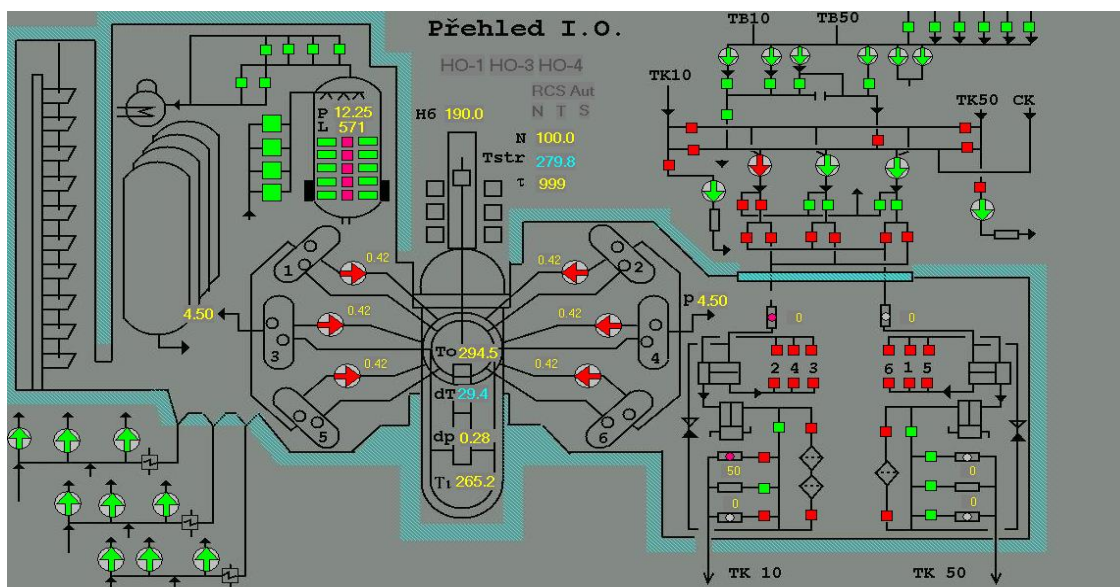 Přehled I.O.
TB10 TB50
HO-1 HO-3 HO-4
RCS Aut
N T S
TK10 TK50 CK
P 12.25
L 571
H6 190.0
N 100.0
Tstr 279.8
τ 999
1 0.42 0.42 2
4.50 p 4.50
3 0.42 0.42 4
5 0.42 0.42 6
To 294.5
dT 29.4
dp 0.28
T1 265.2
0 0
2 4 3 6 1 5
50 0
0 0
TK 10 TK 50